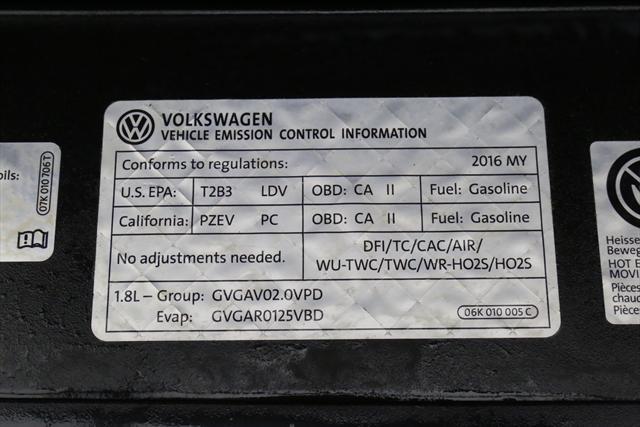 oils:
07K 010 706 T
VOLKSWAGEN
VEHICLE EMISSION CONTROL INFORMATION
Conforms to regulations: 2016 MY
U.S. EPA: T2B3 LDV OBD: CA II Fuel: Gasoline
California: PZEV PC OBD: CA II Fuel: Gasoline
No adjustments needed. DFI/TC/CAC/AIR/
WU-TWC/TWC/WR-HO2S/HO2S
1.8L – Group: GVGAV02.0VPD
Evap: GVGAR0125VBD
06K 010 005 C
Heisse
Beweg
HOT E
MOVI
Pièces
chaud
Pièce